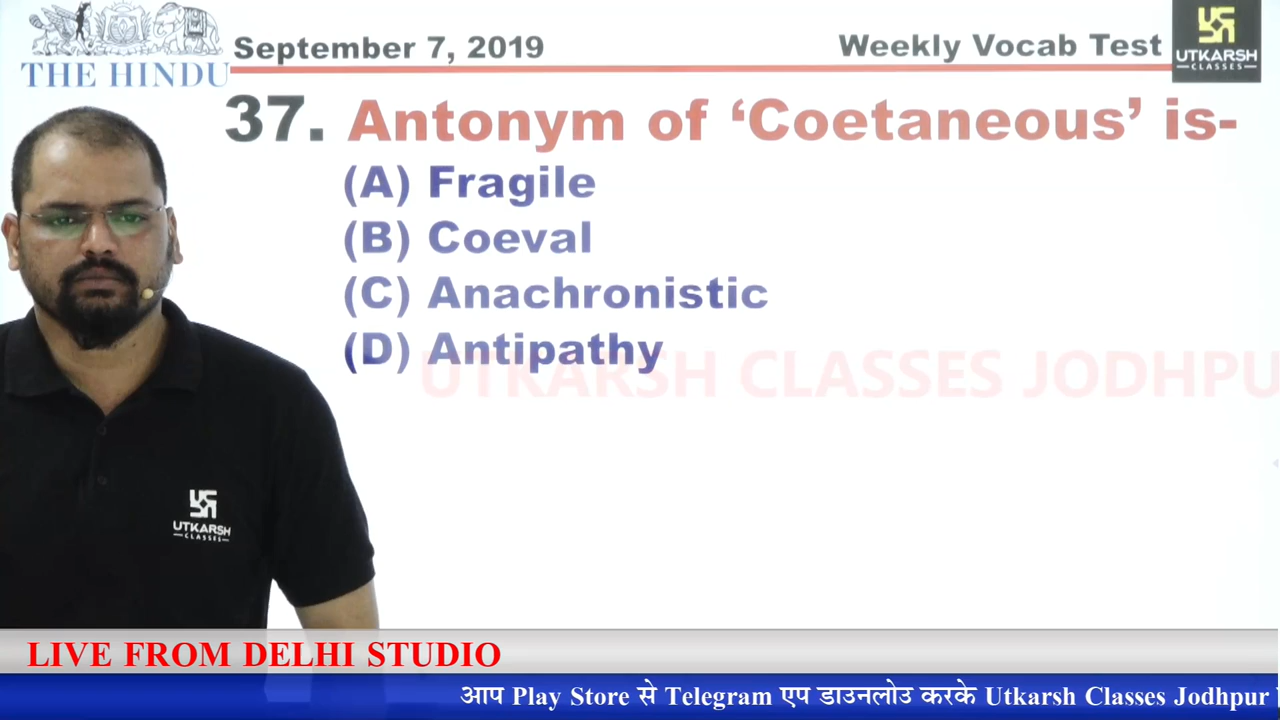 THE HINDU
September 7, 2019
Weekly Vocab Test
UTKARSH
CLASSES
37. Antonym of ‘Coetaneous’ is-
(A) Fragile
(B) Coeval
(C) Anachronistic
(D) Antipathy
UTKARSH CLASSES JODHPU
UTKARSH
CLASSES
LIVE FROM DELHI STUDIO
आप Play Store से Telegram एप डाउनलोउ करके Utkarsh Classes Jodhpur